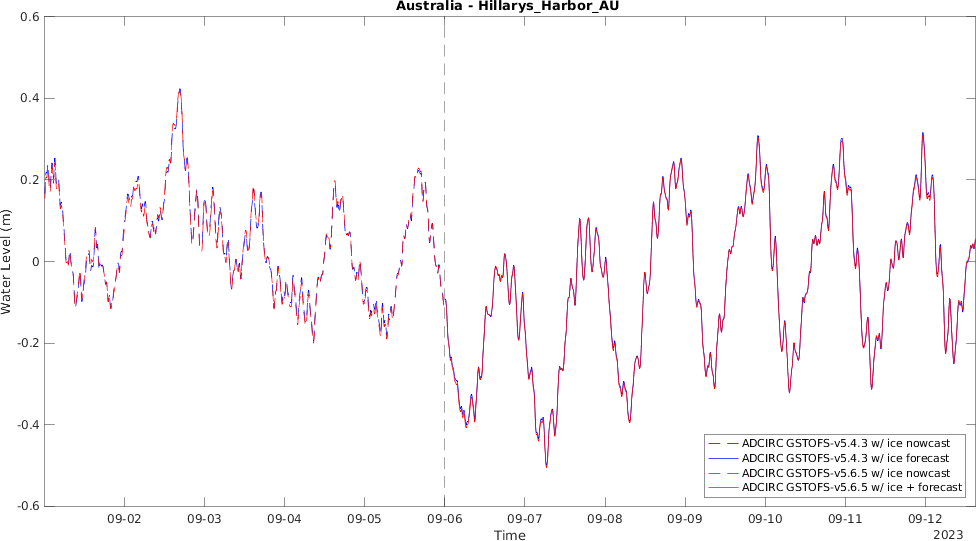 Australia - Hillarys_Harbor_AU
0.6
0.4
0.2
0
-0.2
-0.4
-0.6
Water Level (m)
ADCIRC GSTOFS-v5.4.3 w/ ice nowcast
ADCIRC GSTOFS-v5.4.3 w/ ice forecast
ADCIRC GSTOFS-v5.6.5 w/ ice nowcast
ADCIRC GSTOFS-v5.6.5 w/ ice + forecast
09-02 09-03 09-04 09-05 09-06 09-07 09-08 09-09 09-10 09-11 09-12
Time
2023